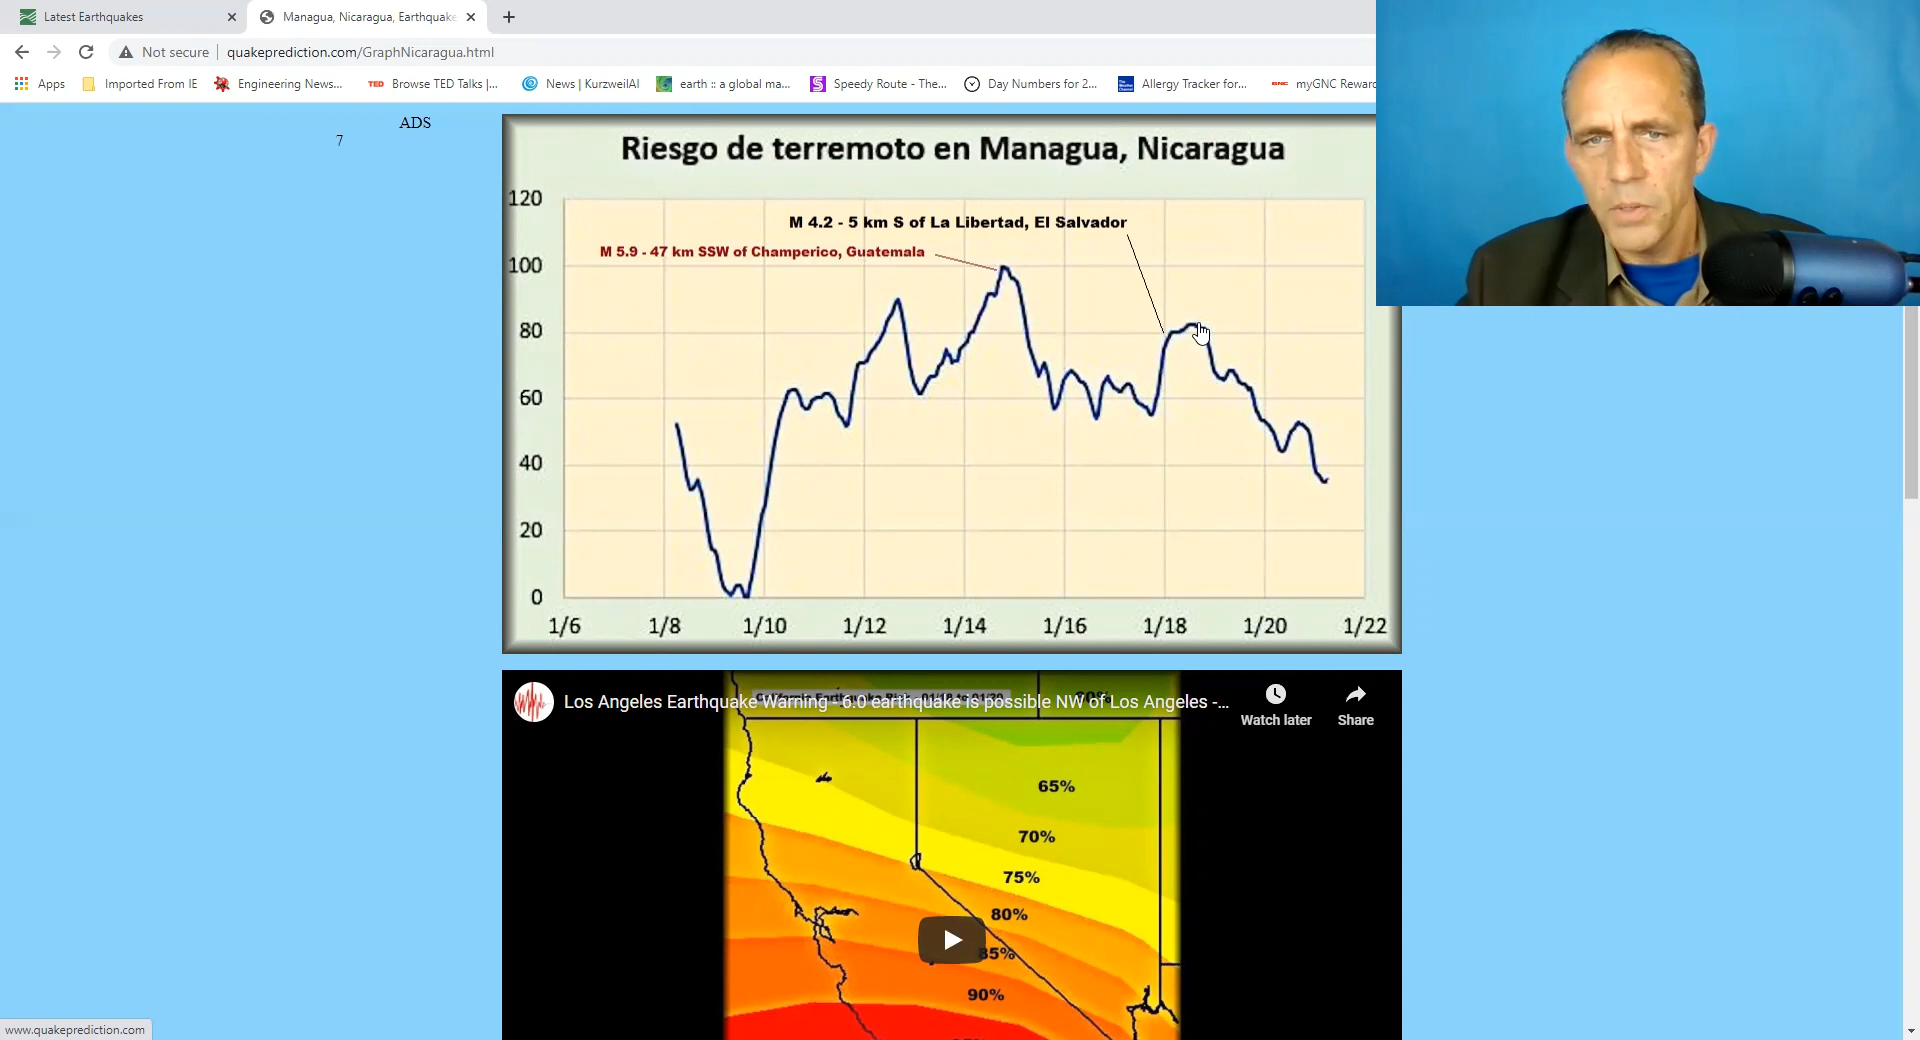 Latest Earthquakes
Managua, Nicaragua, Earthquake
Not secure
quakeprediction.com/GraphNicaragua.html
Apps
Imported From IE
Engineering News...
TED
Browse TED Talks |...
News | KurzweilAI
earth :: a global ma...
Speedy Route - The...
Day Numbers for 2...
Allergy Tracker for...
GNC
myGNC Rewar
ADS
7
Riesgo de terremoto en Managua, Nicaragua
120
100
80
60
40
20
0
M 4.2 - 5 km S of La Libertad, El Salvador
M 5.9 - 47 km SSW of Champerico, Guatemala
1/6 1/8 1/10 1/12 1/14 1/16 1/18 1/20 1/22
Los Angeles Earthquake Warning - 6.0 earthquake is possible NW of Los Angeles -...
Watch later
Share
65%
70%
75%
80%
85%
90%
www.quakeprediction.com